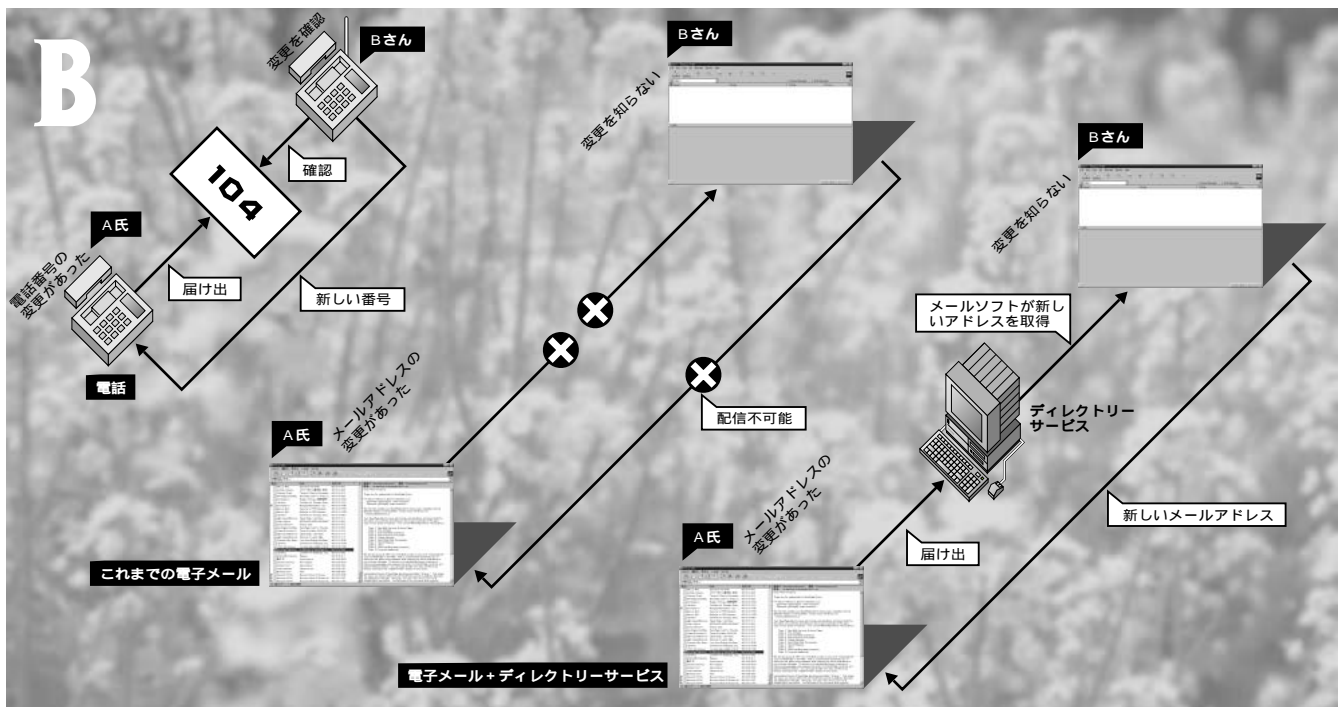 B
変更を確認
Bさん
104
確認
A氏
電話番号の
変更があった
届け出
新しい番号
電話
Bさん
変更を知らない
配信不可能
A氏
メールアドレスの
変更があった
これまでの電子メール
Bさん
変更を知らない
メールソフトが新し
いアドレスを取得
ディレクトリー
サービス
新しいメールアドレス
届け出
A氏
メールアドレスの
変更があった
電子メール+ディレクトリーサービス